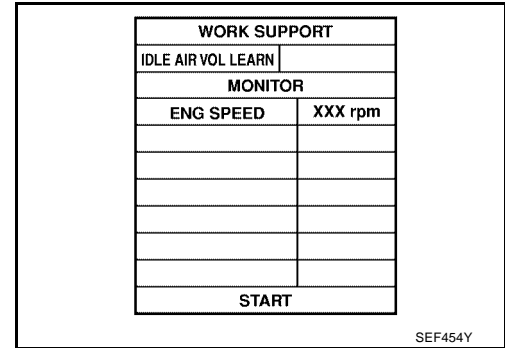 WORK SUPPORT
IDLE AIR VOL LEARN
MONITOR
ENG SPEED XXX rpm
START
SEF454Y